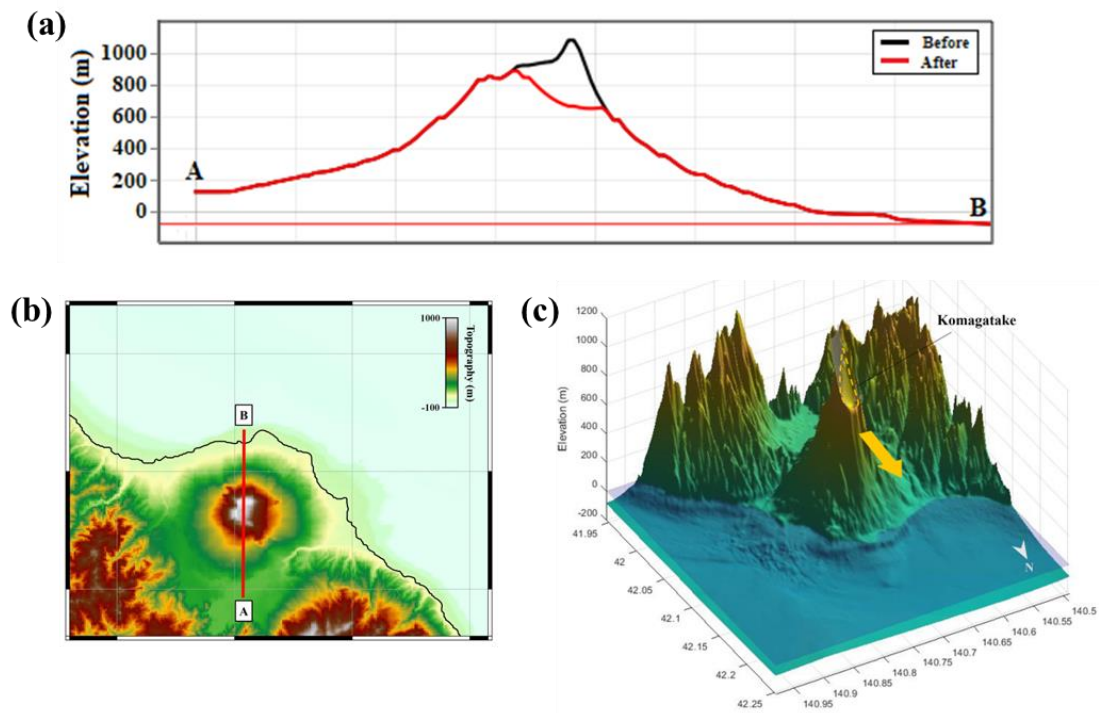 (a)
Elevation (m)
1000
800
600
400
200
0
A
B
Before
After
(b)
1000
-100
Topography (m)
B
A
(c)
Komagatake
Elevation (m)
1200
1000
800
600
400
200
0
-200
41.95
42
42.05
42.1
42.15
42.2
42.25
140.95
140.9
140.85
140.8
140.75
140.7
140.65
140.6
140.55
140.5
N